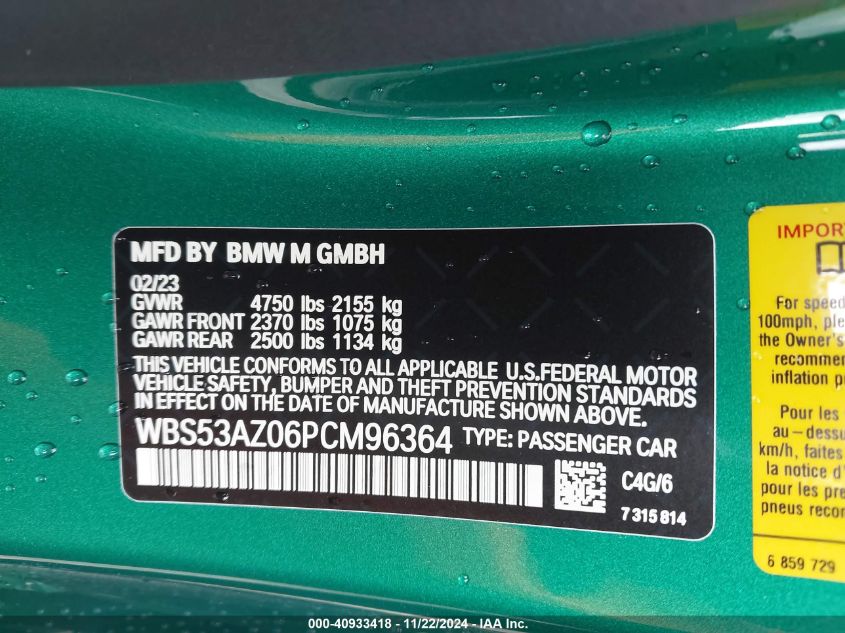 MFD BY BMW M GMBH
02/23
GVWR 4750 lbs 2155 kg
GAWR FRONT 2370 lbs 1075 kg
GAWR REAR 2500 lbs 1134 kg
THIS VEHICLE CONFORMS TO ALL APPLICABLE U.S.FEDERAL MOTOR
VEHICLE SAFETY, BUMPER AND THEFT PREVENTION STANDARDS
IN EFFECT ON THE DATE OF MANUFACTURE SHOWN ABOVE.
WBS53AZ06PCM96364 TYPE: PASSENGER CAR
C4G/6
7 315 814
IMPOR
For speed
100mph, ple
the Owner's
recommen
inflation p
Pour les
au-dessu
km/h, faites
la notice d'
pour les pre
pneus recon
6 859 729
000-40933418 - 11/22/2024 - IAA Inc.